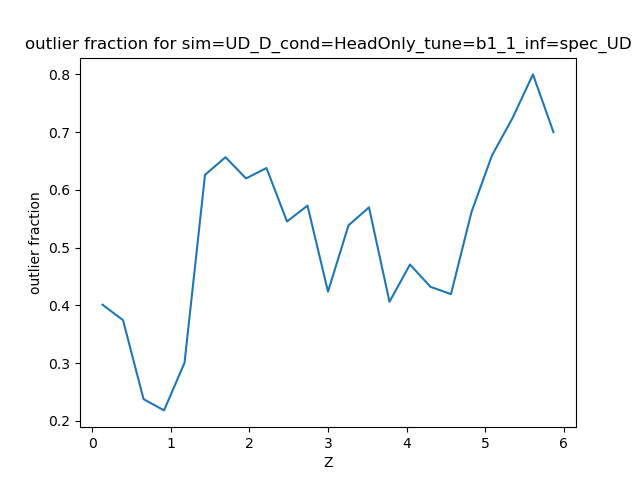 outlier fraction for sim=UD_D_cond=HeadOnly_tune=b1_1_inf=spec_UD
0.8
0.7
0.6
0.5
0.4
0.3
0.2
outlier fraction
0 1 2 3 4 5 6
Z